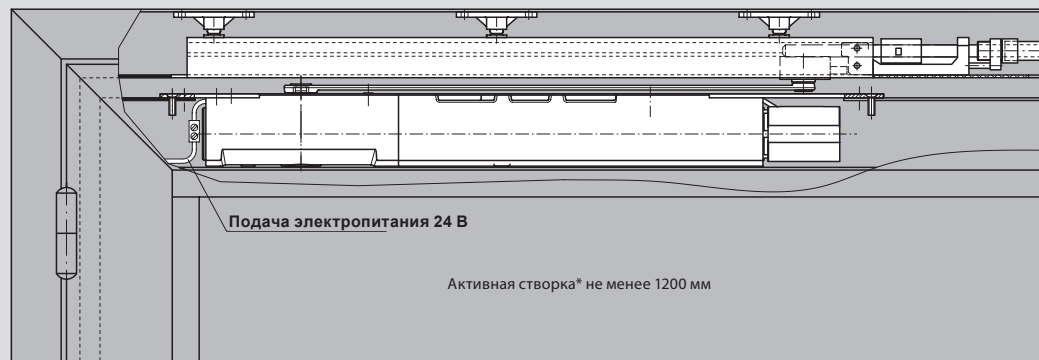 Подача электропитания 24 В
Активная створка* не менее 1200 мм